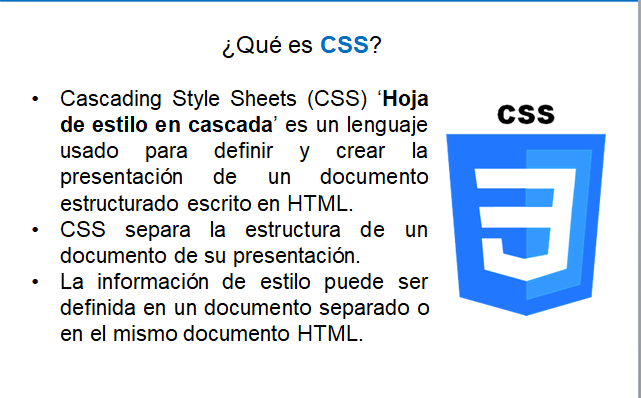 ¿Qué es CSS?
• Cascading Style Sheets (CSS) ‘Hoja
de estilo en cascada’ es un lenguaje
usado para definir y crear la
presentación de un documento
estructurado escrito en HTML.
• CSS separa la estructura de un
documento de su presentación.
• La información de estilo puede ser
definida en un documento separado o
en el mismo documento HTML.
CSS
3